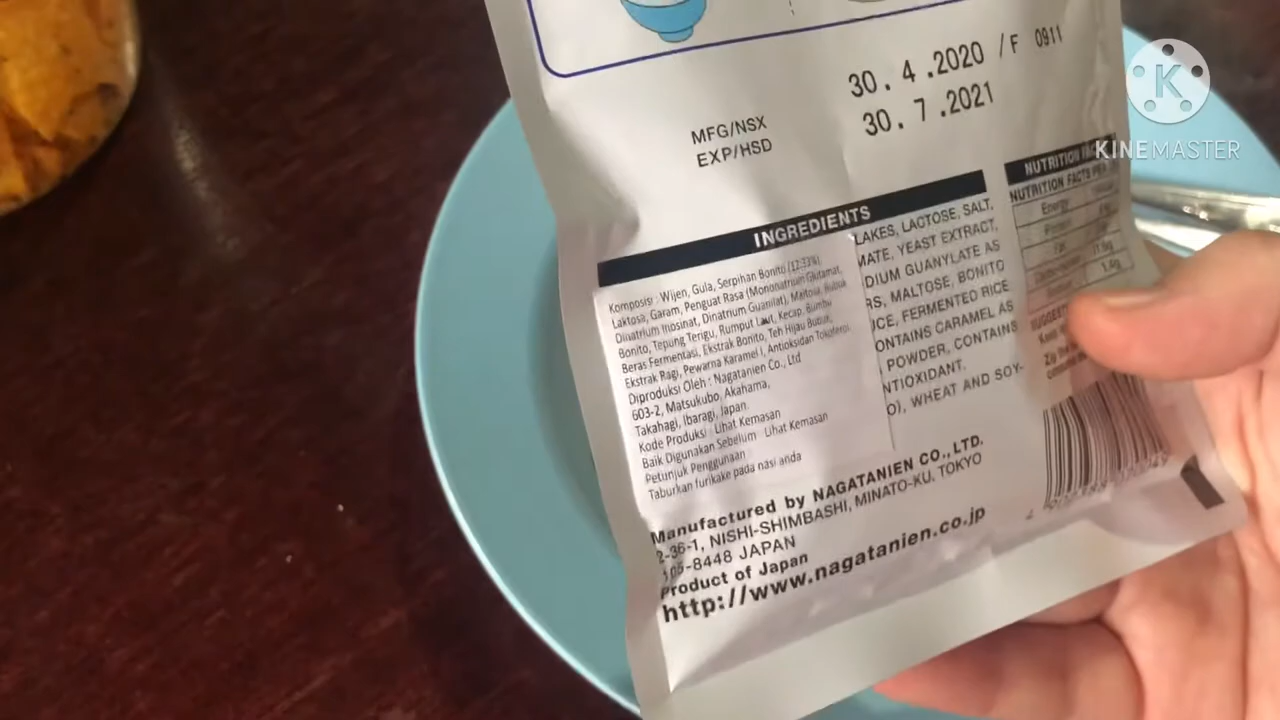 30. 4 .2020 / F 0911
MFG/NSX
30. 7 .2021
EXP/HSD
KINEMASTER
INGREDIENTS
Komposisi : Wijen, Gula, Serpihan Bonito (12.33%),
Laktosa, Garam, Penguat Rasa (Mononatrium Glutamat,
Dinatrium Inosinat, Dinatrium Guanilat), Maltosa, Bubuk
Bonito, Tepung Terigu, Rumput Laut, Kecap, Bumbu
Beras Fermentasi, Ekstrak Bonito, Teh Hijau Bubuk,
Ekstrak Ragi, Pewarna Karamel I, Antioksidan Tokoferol
Diproduksi Oleh : Nagatanien Co., Ltd
603-2, Matsukubo, Akahama,
Takahagi, Ibaragi, Japan.
Kode Produksi : Lihat Kemasan
Baik Digunakan Sebelum : Lihat Kemasan
Petunjuk Penggunaan
Taburkan furikake pada nasi anda
LAKES, LACTOSE, SALT,
MATE, YEAST EXTRACT,
DIUM GUANYLATE AS
RS, MALTOSE, BONITO
ICE, FERMENTED RICE
ONTAINS CARAMEL AS
POWDER, CONTAINS
NTIOXIDANT.
O), WHEAT AND SOY-
NUTRITION
NUTRITION FACTS PER
Energy
Protein
Fat
Manufactured by NAGATANIEN CO., LTD.
2-36-1, NISHI-SHIMBASHI, MINATO-KU, TOKYO
105-8448 JAPAN
Product of Japan
http://www.nagatanien.co.jp